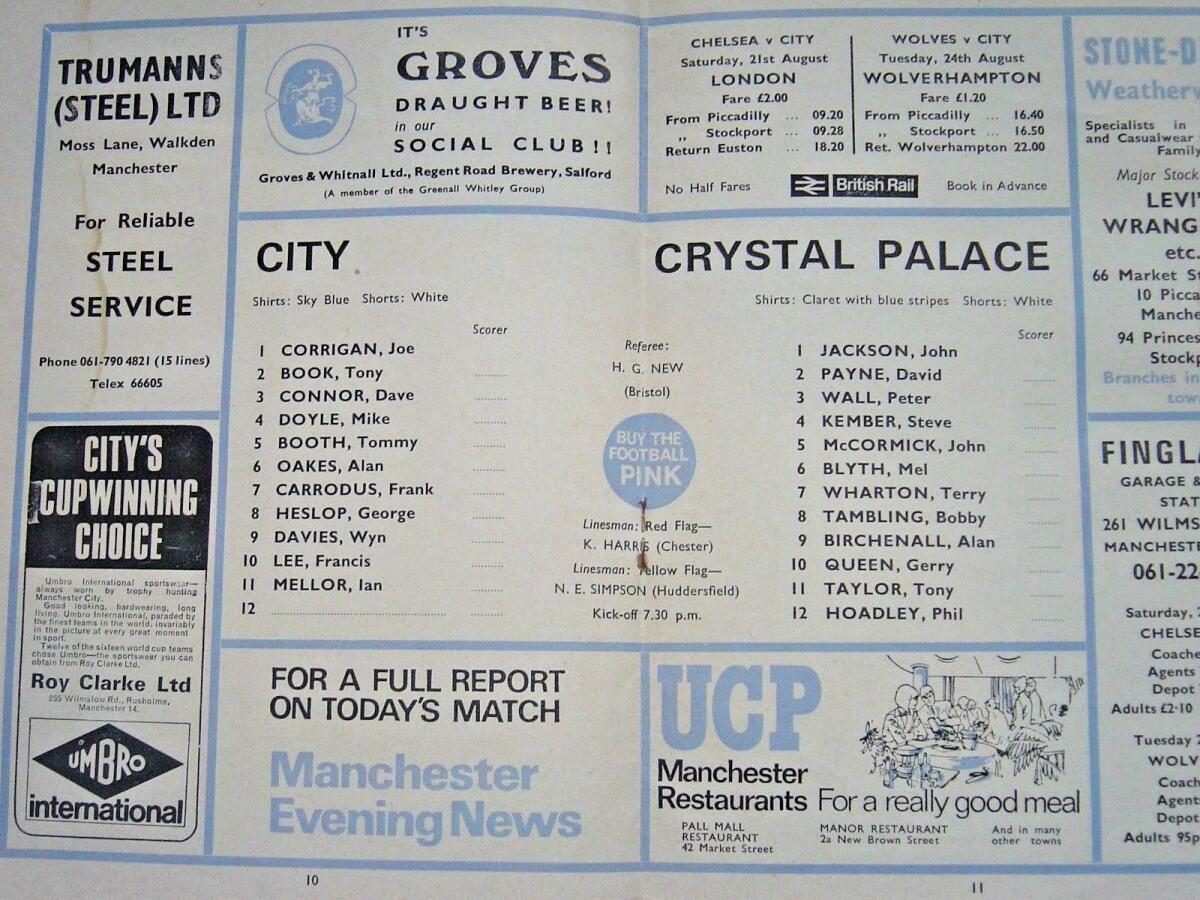 TRUMANNS
(STEEL) LTD
Moss Lane, Walkden
Manchester
For Reliable
STEEL
SERVICE
Phone 061-790 4821 (15 lines)
Telex 66605
CITY'S
CUPWINNING
CHOICE
Umbro International sportswear—
always worn by trophy hunting
Manchester City.
Good looking, hardwearing, long
living. Umbro International, paraded by
the finest teams in the world, invariably
in the picture at every great moment
in sport.
Twelve of the sixteen world cup teams
chose Umbro—the sportswear you can
obtain from Roy Clarke Ltd.
Roy Clarke Ltd
255 Wilmslow Rd., Rusholme,
Manchester 14.
UMBRO
international
IT'S
GROVES
DRAUGHT BEER!
in our
SOCIAL CLUB!!
Groves & Whitnall Ltd., Regent Road Brewery, Salford
(A member of the Greenall Whitley Group)
CHELSEA v CITY
Saturday, 21st August
LONDON
Fare £2.00
From Piccadilly ... 09.20
,, Stockport ... 09.28
Return Euston ... 18.20
WOLVES v CITY
Tuesday, 24th August
WOLVERHAMPTON
Fare £1.20
From Piccadilly ... 16.40
,, Stockport ... 16.50
Ret. Wolverhampton 22.00
No Half Fares
British Rail
Book in Advance
CITY
Shirts: Sky Blue Shorts: White
Scorer
1 CORRIGAN, Joe
2 BOOK, Tony
3 CONNOR, Dave
4 DOYLE, Mike
5 BOOTH, Tommy
6 OAKES, Alan
7 CARRODUS, Frank
8 HESLOP, George
9 DAVIES, Wyn
10 LEE, Francis
11 MELLOR, Ian
12
Referee:
H. G. NEW
(Bristol)
BUY THE
FOOTBALL
PINK
Linesman: Red Flag—
K. HARRIS (Chester)
Linesman: Yellow Flag—
N. E. SIMPSON (Huddersfield)
Kick-off 7.30 p.m.
CRYSTAL PALACE
Shirts: Claret with blue stripes Shorts: White
Scorer
1 JACKSON, John
2 PAYNE, David
3 WALL, Peter
4 KEMBER, Steve
5 McCORMICK, John
6 BLYTH, Mel
7 WHARTON, Terry
8 TAMBLING, Bobby
9 BIRCHENALL, Alan
10 QUEEN, Gerry
11 TAYLOR, Tony
12 HOADLEY, Phil
FOR A FULL REPORT
ON TODAY'S MATCH
Manchester
Evening News
UCP
Manchester
Restaurants For a really good meal
PALL MALL
RESTAURANT
42 Market Street
MANOR RESTAURANT
2a New Brown Street
And in many
other towns
STONE-D
Weatherw
Specialists in
and Casualwear
Family
Major Stock
LEVI'
WRANG
etc.
66 Market St
10 Picca
Manche
94 Princes
Stockp
Branches in
tow
FINGLA
GARAGE &
STAT
261 WILMS
MANCHESTE
061-22
Saturday, 2
CHELSE
Coache
Agents
Depot
Adults £2·10
Tuesday 2
WOLV
Coach
Agent
Depot
Adults 95p
10
11